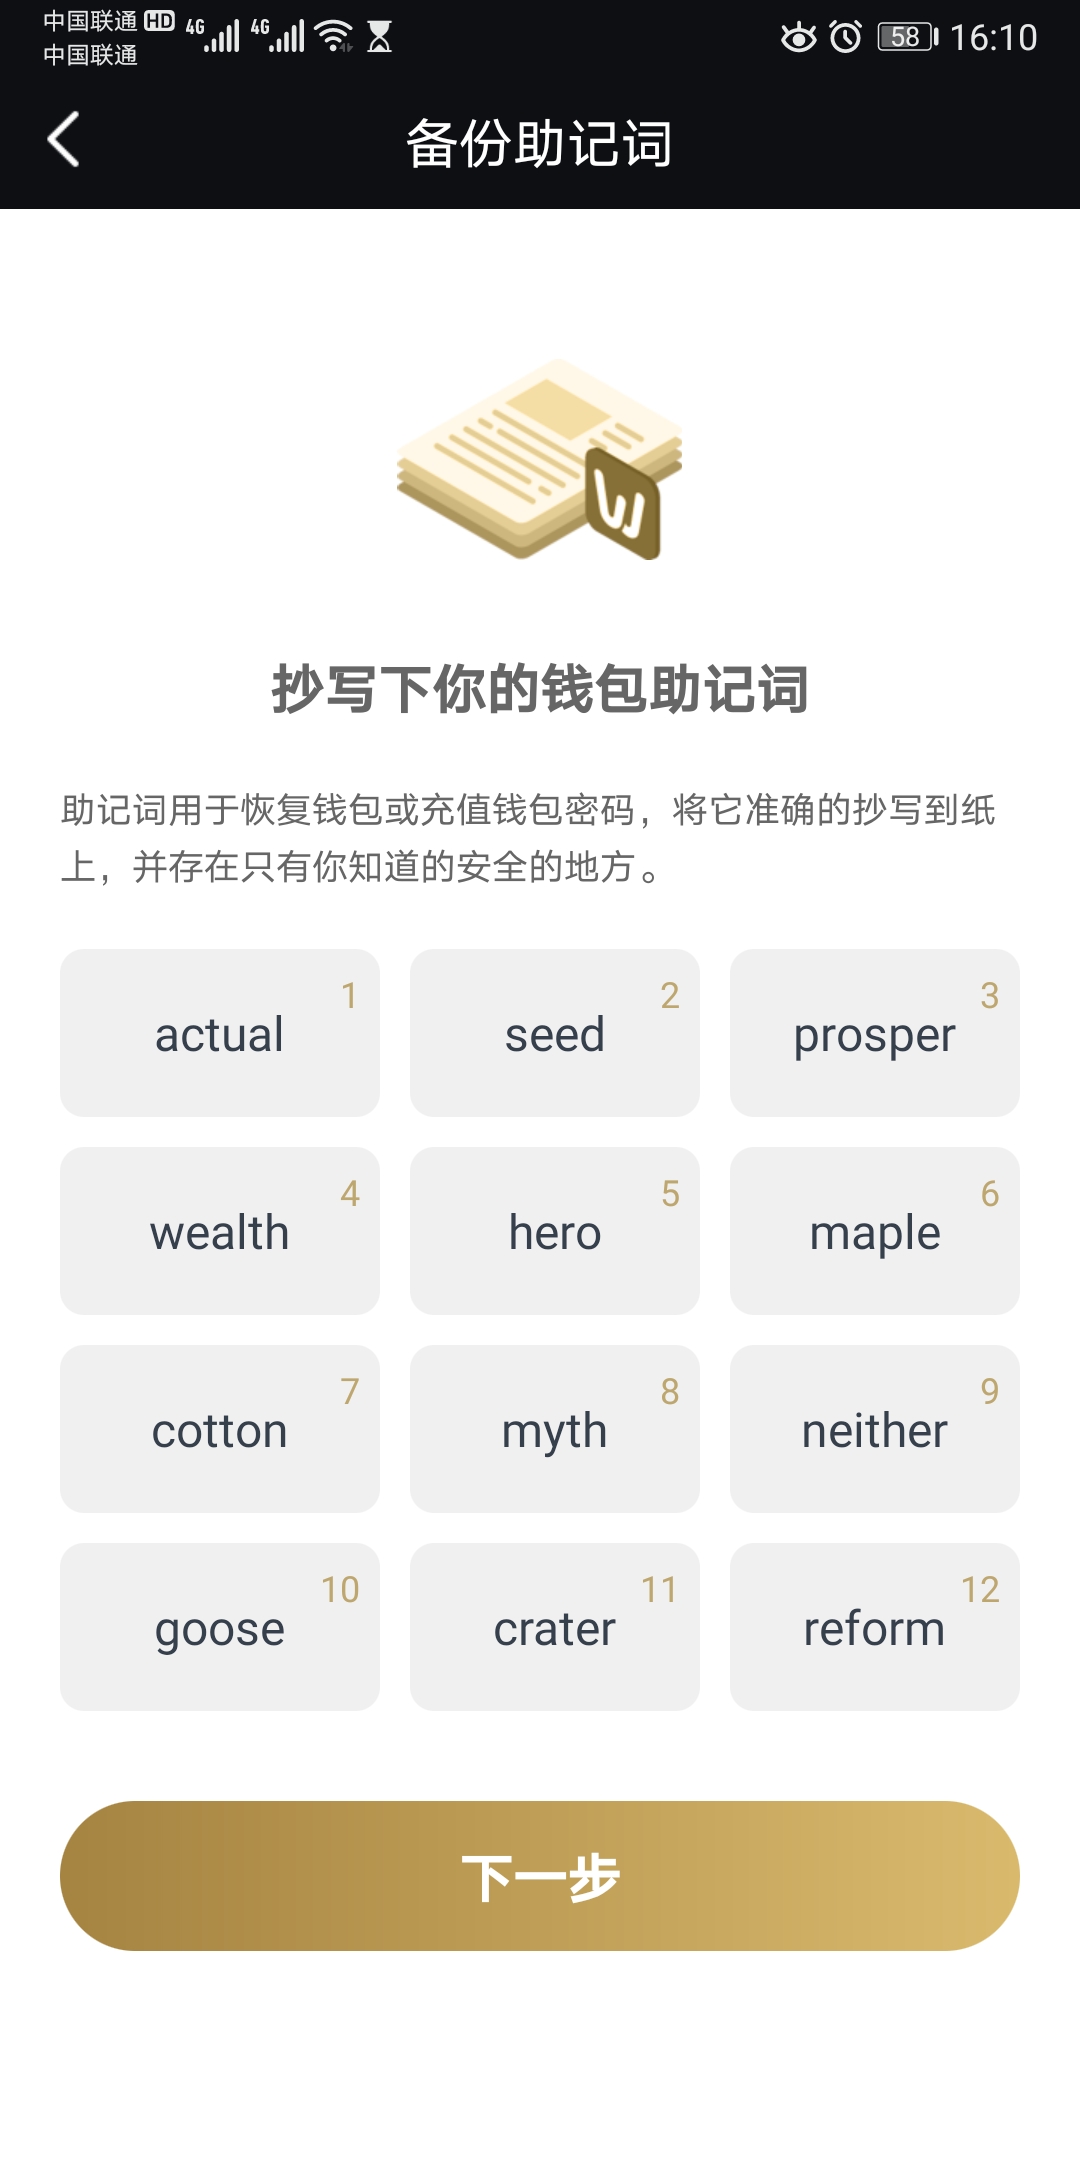 中国联通 HD 4G 4G 58 16:10
中国联通
备份助记词
抄写下你的钱包助记词
助记词用于恢复钱包或充值钱包密码，将它准确的抄写到纸
上，并存在只有你知道的安全的地方。
1 2 3
actual seed prosper
4 5 6
wealth hero maple
7 8 9
cotton myth neither
10 11 12
goose crater reform
下一步